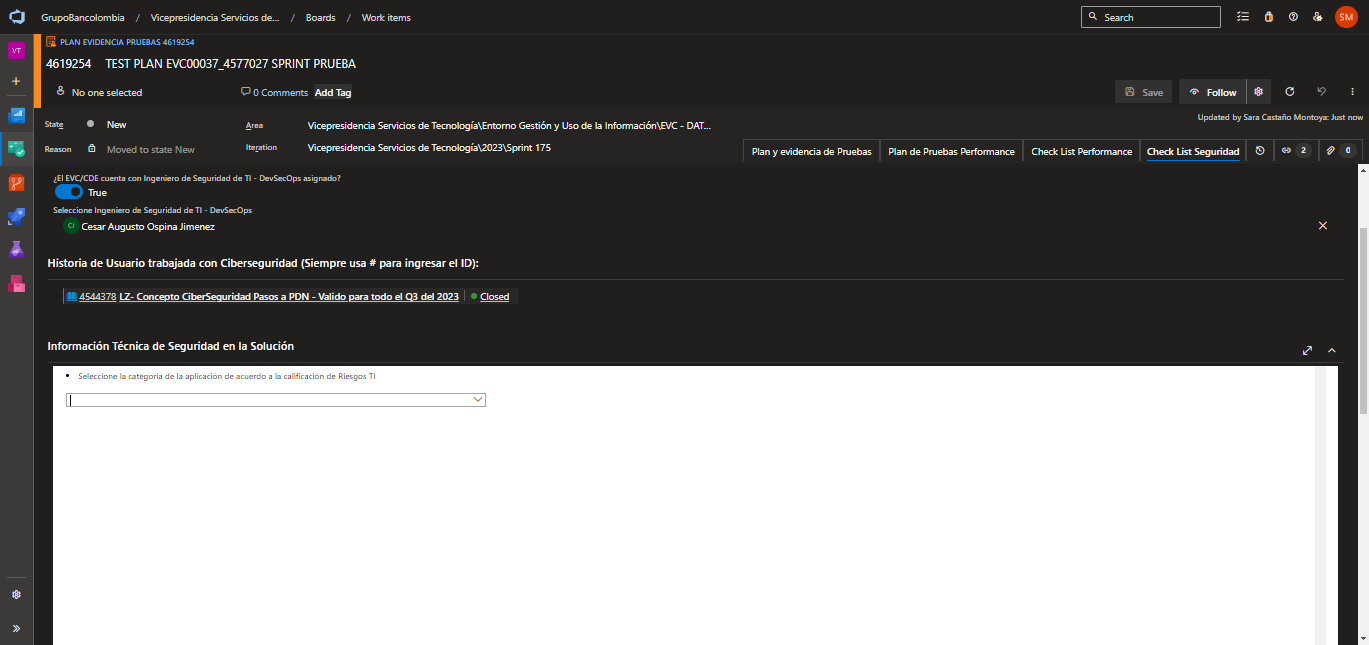 GrupoBancolombia / Vicepresidencia Servicios de... / Boards / Work items
Search
SM
VT
PLAN EVIDENCIA PRUEBAS 4619254
4619254 TEST PLAN EVC00037_4577027 SPRINT PRUEBA
No one selected
0 Comments
Add Tag
Save
Follow
State
New
Area
Vicepresidencia Servicios de Tecnología\Entorno Gestión y Uso de la Información\EVC - DAT...
Updated by Sara Castaño Montoya: Just now
Reason
Moved to state New
Iteration
Vicepresidencia Servicios de Tecnología\2023\Sprint 175
Plan y evidencia de Pruebas
Plan de Pruebas Performance
Check List Performance
Check List Seguridad
2
0
¿El EVC/CDE cuenta con Ingeniero de Seguridad de TI - DevSecOps asignado?
True
Seleccione Ingeniero de Seguridad de TI - DevSecOps
CJ
Cesar Augusto Ospina Jimenez
Historia de Usuario trabajada con Ciberseguridad (Siempre usa # para ingresar el ID):
4544378 LZ- Concepto CiberSeguridad Pasos a PDN - Valido para todo el Q3 del 2023
Closed
Información Técnica de Seguridad en la Solución
• Seleccione la categoría de la aplicación de acuerdo a la calificación de Riesgos TI